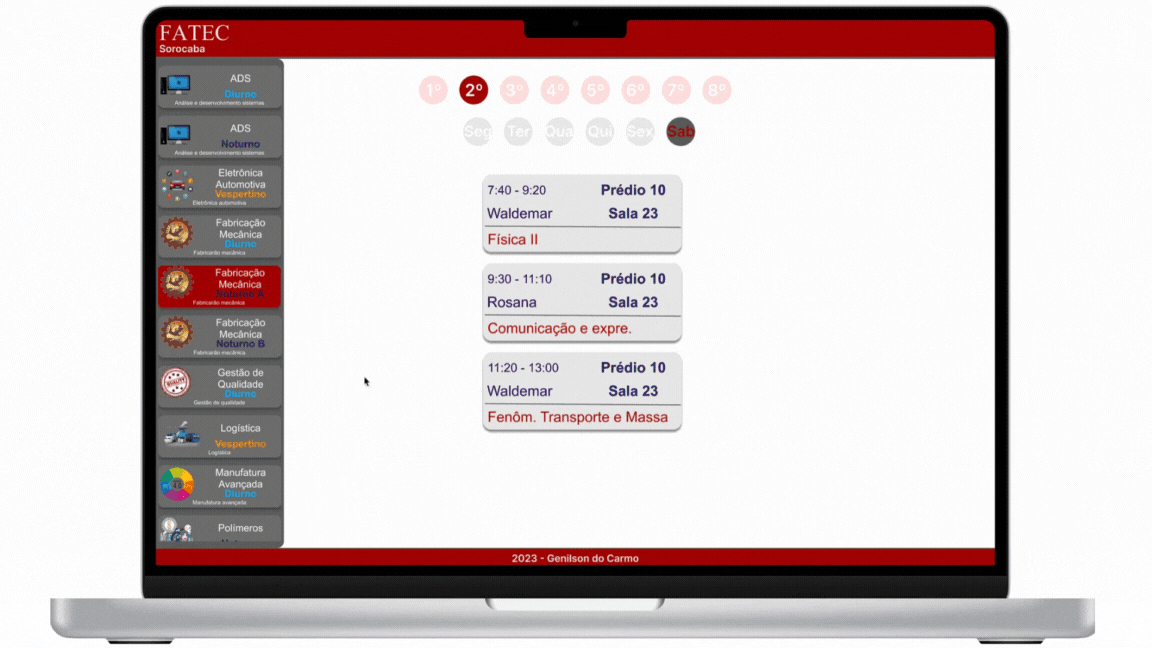 FATEC
Sorocaba
ADS
Diurno
Análise e desenvolvimento sistemas
ADS
Noturno
Análise e desenvolvimento sistemas
Eletrônica
Automotiva
Vespertino
Eletrônica automotiva
Fabricação
Mecânica
Diurno
Fabricação mecânica
Fabricação
Mecânica
Noturno A
Fabricação mecânica
Fabricação
Mecânica
Noturno B
Fabricação mecânica
Gestão de
Qualidade
Diurno
Gestão de qualidade
Logística
Vespertino
Logística
Manufatura
Avançada
Diurno
Manufatura avançada
Polímeros
1º 2º 3º 4º 5º 6º 7º 8º
Seg Ter Qua Qui Sex Sab
7:40 - 9:20 Prédio 10
Waldemar Sala 23
Física II
9:30 - 11:10 Prédio 10
Rosana Sala 23
Comunicação e expre.
11:20 - 13:00 Prédio 10
Waldemar Sala 23
Fenôm. Transporte e Massa
2023 - Genilson do Carmo